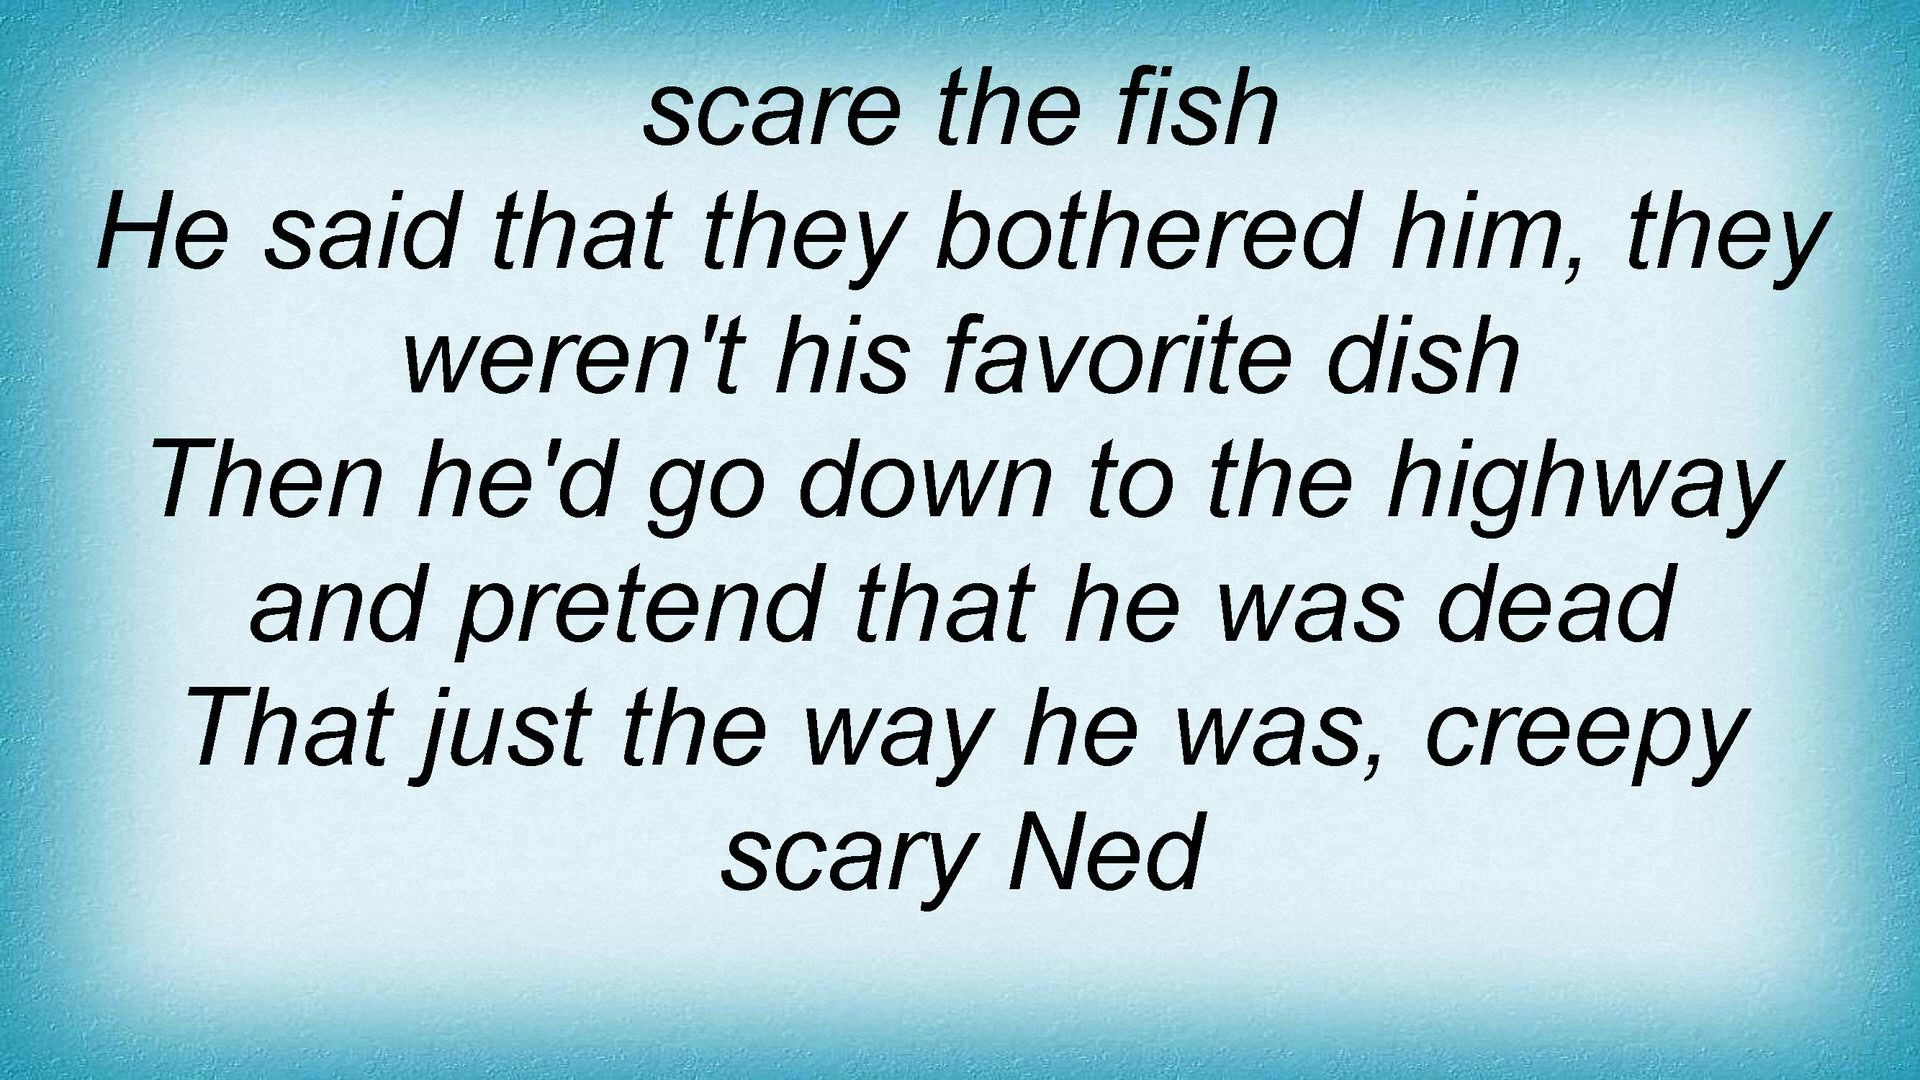 scare the fish
He said that they bothered him, they
weren't his favorite dish
Then he'd go down to the highway
and pretend that he was dead
That just the way he was, creepy
scary Ned